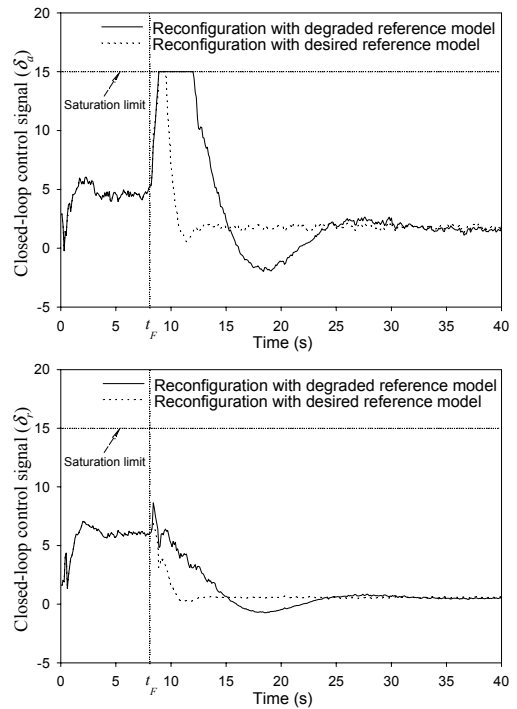 20
Reconfiguration with degraded reference model
Reconfiguration with desired reference model
15
Saturation limit
10
5
0
-5
Closed-loop control signal (δa)
0 5 tF 10 15 20 25 30 35 40
Time (s)
20
Reconfiguration with degraded reference model
Reconfiguration with desired reference model
15
Saturation limit
10
5
0
-5
Closed-loop control signal (δr)
0 5 tF 10 15 20 25 30 35 40
Time (s)